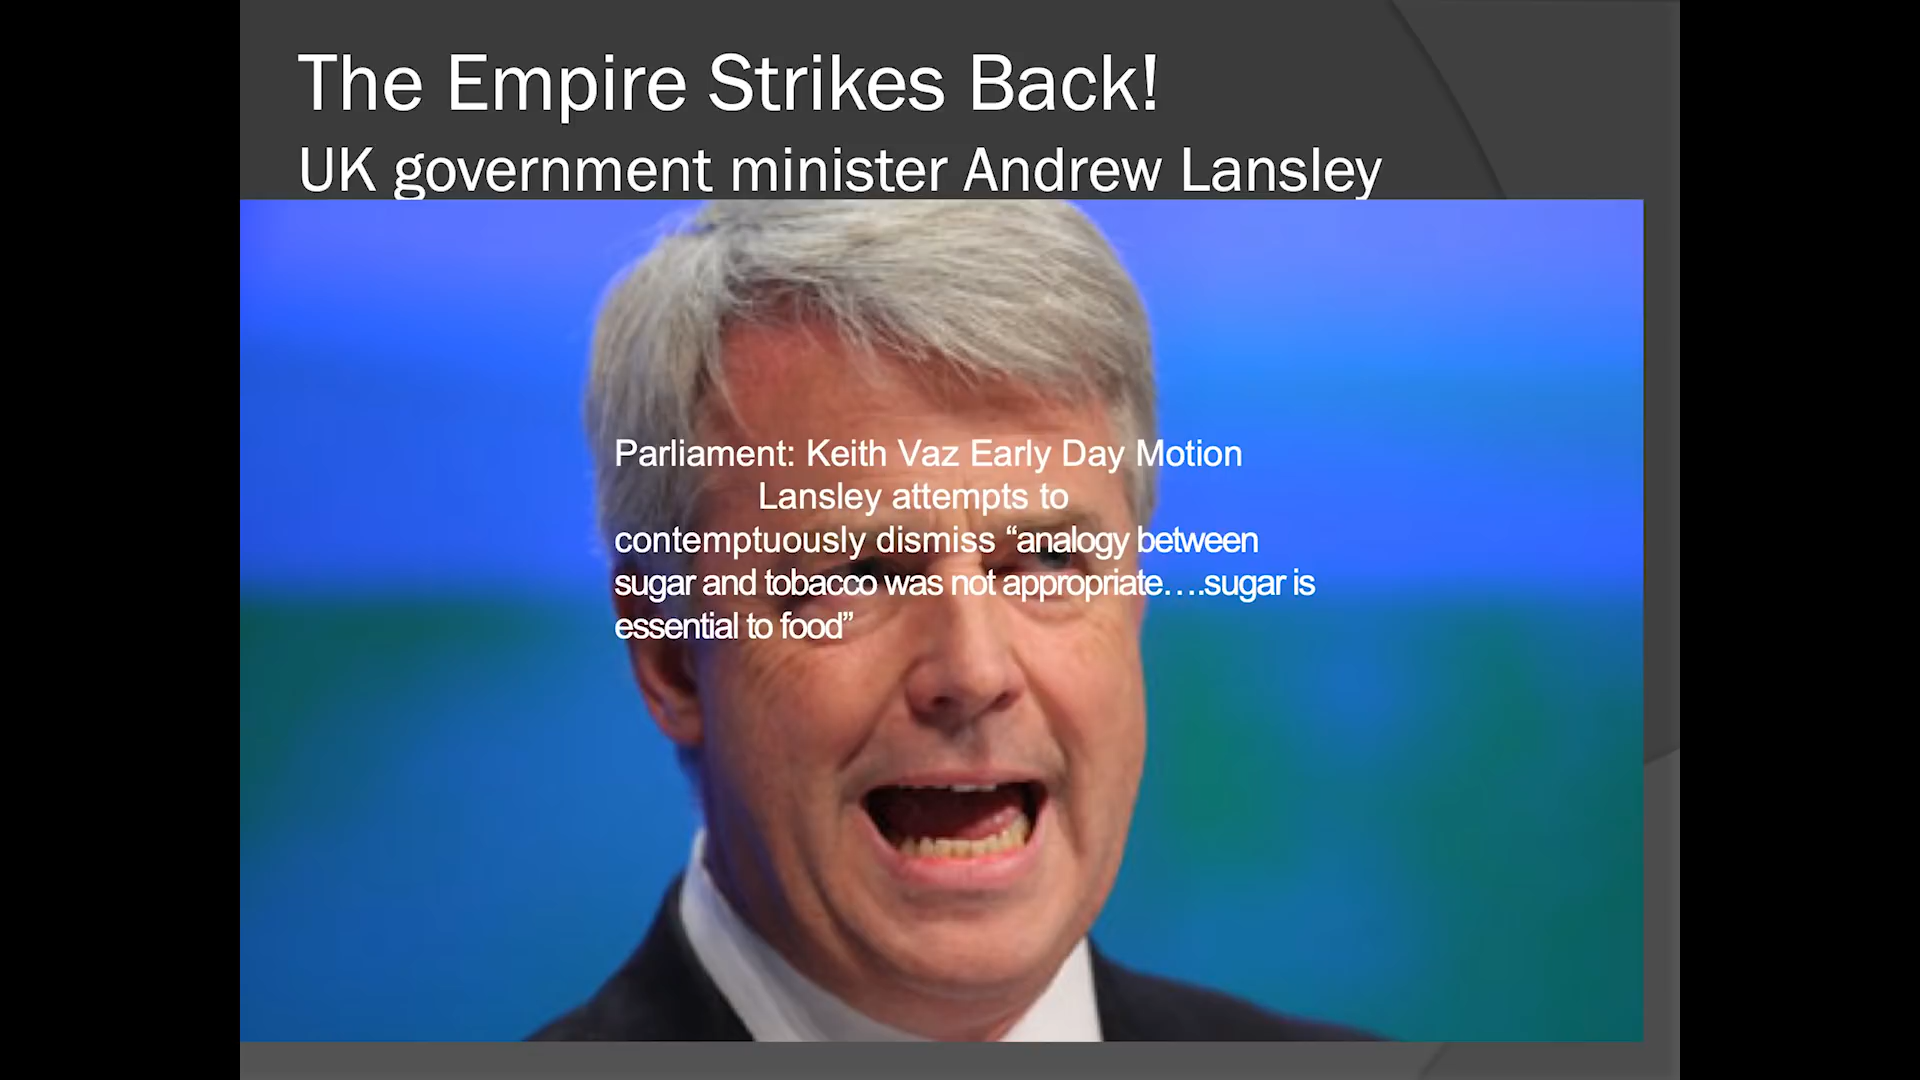 The Empire Strikes Back!
UK government minister Andrew Lansley
Parliament: Keith Vaz Early Day Motion
Lansley attempts to
contemptuously dismiss “analogy between
sugar and tobacco was not appropriate….sugar is
essential to food”